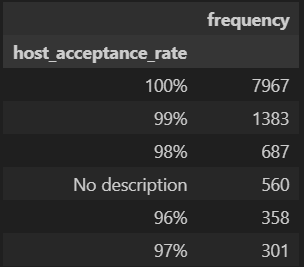 frequency
host_acceptance_rate
100% 7967
99% 1383
98% 687
No description 560
96% 358
97% 301